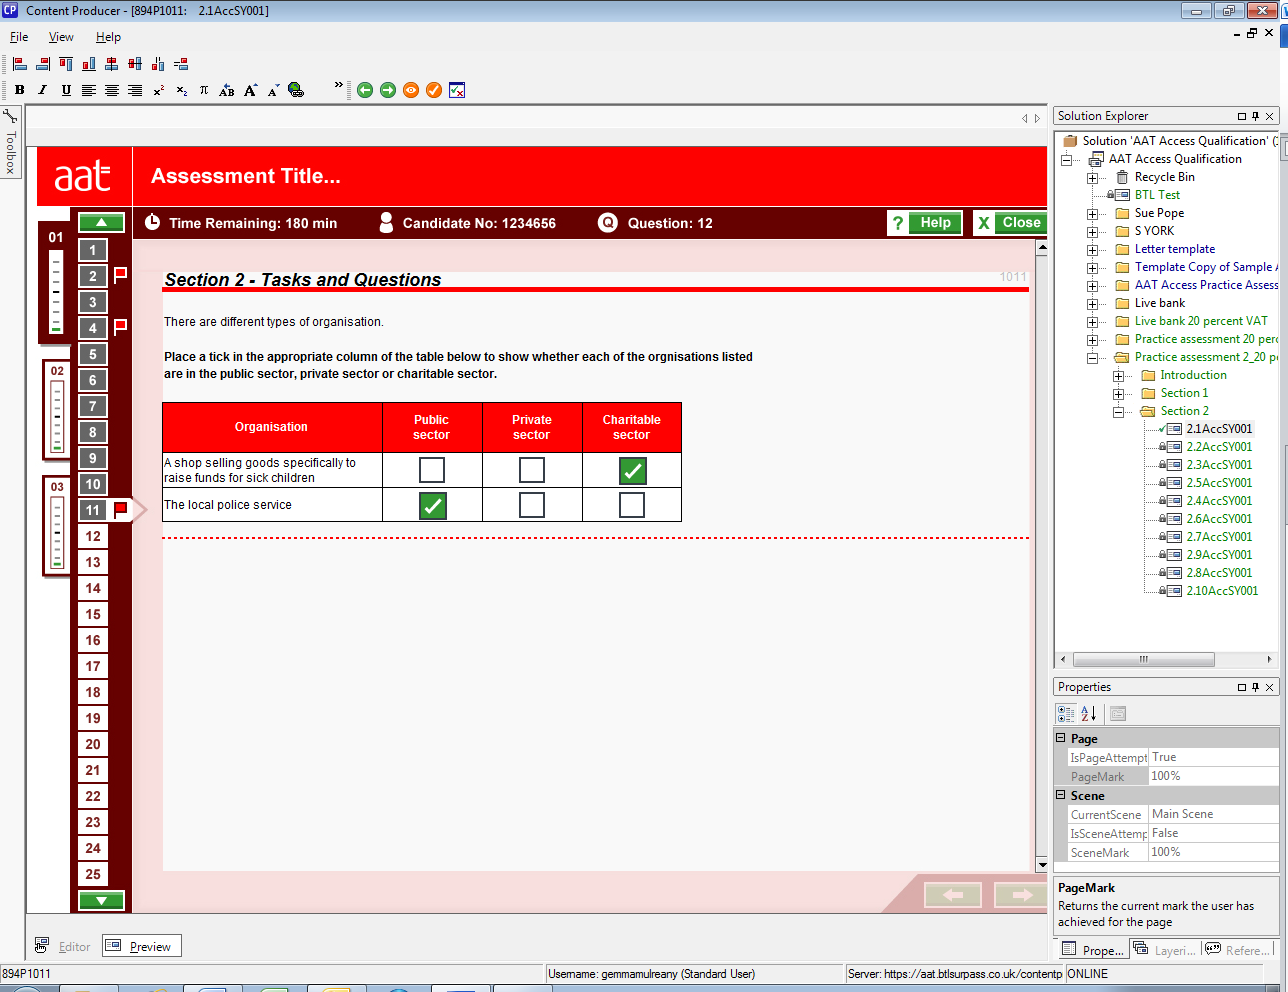 CP Content Producer - [894P1011: 2.1AccSY001]
File View Help
B I U
Toolbox
Solution Explorer
Solution 'AAT Access Qualification'
AAT Access Qualification
Recycle Bin
BTL Test
Sue Pope
S YORK
Letter template
Template Copy of Sample A
AAT Access Practice Assess
Live bank
Live bank 20 percent VAT
Practice assessment 20 perc
Practice assessment 2_20 p
Introduction
Section 1
Section 2
2.1AccSY001
2.2AccSY001
2.3AccSY001
2.5AccSY001
2.4AccSY001
2.6AccSY001
2.7AccSY001
2.9AccSY001
2.8AccSY001
2.10AccSY001
aat
Assessment Title...
Time Remaining: 180 min
Candidate No: 1234656
Q Question: 12
? Help
X Close
01
02
03
1
2
3
4
5
6
7
8
9
10
11
12
13
14
15
16
17
18
19
20
21
22
23
24
25
Section 2 - Tasks and Questions
1011
There are different types of organisation.
Place a tick in the appropriate column of the table below to show whether each of the orgnisations listed
are in the public sector, private sector or charitable sector.
Organisation
Public
sector
Private
sector
Charitable
sector
A shop selling goods specifically to
raise funds for sick children
The local police service
Properties
Page
IsPageAttempt True
PageMark 100%
Scene
CurrentScene Main Scene
IsSceneAttemp False
SceneMark 100%
PageMark
Returns the current mark the user has
achieved for the page
Prope... Layeri... Refere...
Editor Preview
894P1011
Username: gemmamulreany (Standard User)
Server: https://aat.btlsurpass.co.uk/contentp
ONLINE